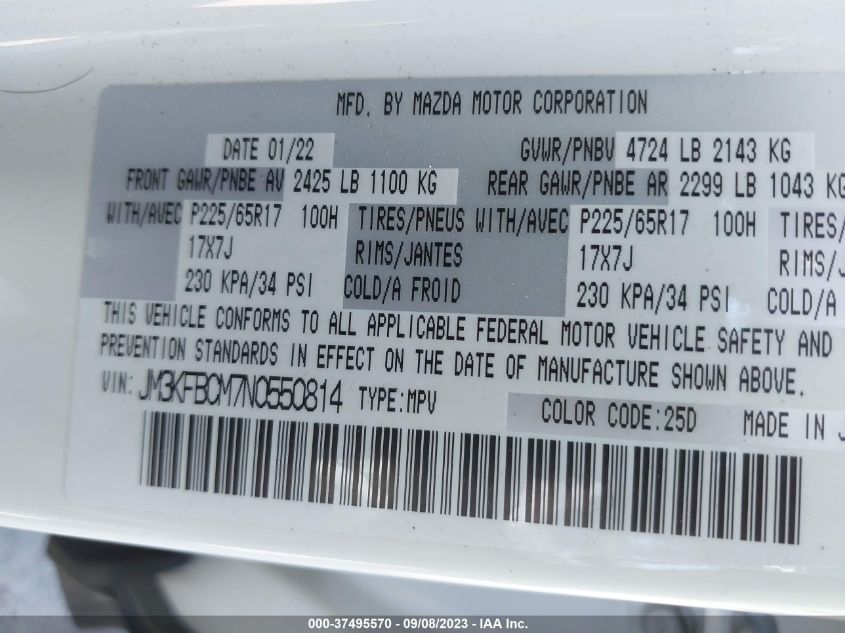 MFD. BY MAZDA MOTOR CORPORATION
DATE 01/22 GVWR/PNBV 4724 LB 2143 KG
FRONT GAWR/PNBE AV 2425 LB 1100 KG REAR GAWR/PNBE AR 2299 LB 1043 KG
WITH/AVEC P225/65R17 100H TIRES/PNEUS WITH/AVEC P225/65R17 100H TIRES/
17X7J RIMS/JANTES 17X7J RIMS/J
230 KPA/34 PSI COLD/A FROID 230 KPA/34 PSI COLD/A
THIS VEHICLE CONFORMS TO ALL APPLICABLE FEDERAL MOTOR VEHICLE SAFETY AND
PREVENTION STANDARDS IN EFFECT ON THE DATE OF MANUFACTURE SHOWN ABOVE.
VIN: JM3KFBCM7N0550814 TYPE:MPV COLOR CODE:25D MADE IN J
000-37495570 - 09/08/2023 - IAA Inc.